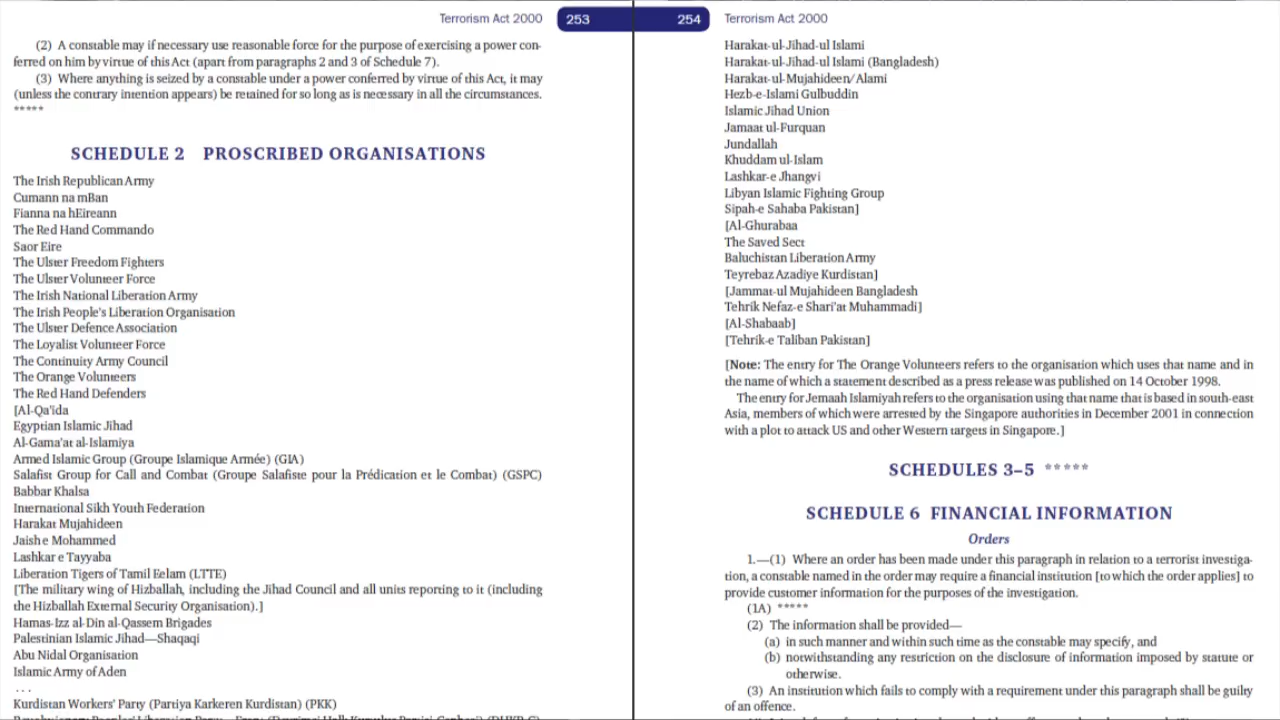 Terrorism Act 2000 253
(2) A constable may if necessary use reasonable force for the purpose of exercising a power con-
ferred on him by virtue of this Act (apart from paragraphs 2 and 3 of Schedule 7).
(3) Where anything is seized by a constable under a power conferred by virtue of this Act, it may
(unless the contrary intention appears) be retained for so long as is necessary in all the circumstances.
*****
SCHEDULE 2 PROSCRIBED ORGANISATIONS
The Irish Republican Army
Cumann na mBan
Fianna na hEireann
The Red Hand Commando
Saor Eire
The Ulster Freedom Fighters
The Ulster Volunteer Force
The Irish National Liberation Army
The Irish People's Liberation Organisation
The Ulster Defence Association
The Loyalist Volunteer Force
The Continuity Army Council
The Orange Volunteers
The Red Hand Defenders
[Al-Qa'ida
Egyptian Islamic Jihad
Al-Gama'at al-Islamiya
Armed Islamic Group (Groupe Islamique Armée) (GIA)
Salafist Group for Call and Combat (Groupe Salafiste pour la Prédication et le Combat) (GSPC)
Babbar Khalsa
International Sikh Youth Federation
Harakat Mujahideen
Jaish e Mohammed
Lashkar e Tayyaba
Liberation Tigers of Tamil Eelam (LTTE)
[The military wing of Hizballah, including the Jihad Council and all units reporting to it (including
the Hizballah External Security Organisation).]
Hamas-Izz al-Din al-Qassem Brigades
Palestinian Islamic Jihad—Shaqaqi
Abu Nidal Organisation
Islamic Army of Aden
. . .
Kurdistan Workers' Party (Partiya Karkeren Kurdistan) (PKK)
254 Terrorism Act 2000
Harakat-ul-Jihad-ul Islami
Harakat-ul-Jihad-ul Islami (Bangladesh)
Harakat-ul-Mujahideen/Alami
Hezb-e-Islami Gulbuddin
Islamic Jihad Union
Jamaat ul-Furquan
Jundallah
Khuddam ul-Islam
Lashkar-e Jhangvi
Libyan Islamic Fighting Group
Sipah-e Sahaba Pakistan]
[Al-Ghurabaa
The Saved Sect
Baluchistan Liberation Army
Teyrebaz Azadiye Kurdistan]
[Jammat-ul Mujahideen Bangladesh
Tehrik Nefaz-e Shari'at Muhammadi]
[Al-Shabaab]
[Tehrik-e Taliban Pakistan]
[Note: The entry for The Orange Volunteers refers to the organisation which uses that name and in
the name of which a statement described as a press release was published on 14 October 1998.
The entry for Jemaah Islamiyah refers to the organisation using that name that is based in south-east
Asia, members of which were arrested by the Singapore authorities in December 2001 in connection
with a plot to attack US and other Western targets in Singapore.]
SCHEDULES 3–5 *****
SCHEDULE 6 FINANCIAL INFORMATION
Orders
1.—(1) Where an order has been made under this paragraph in relation to a terrorist investiga-
tion, a constable named in the order may require a financial institution [to which the order applies] to
provide customer information for the purposes of the investigation.
(1A) *****
(2) The information shall be provided—
(a) in such manner and within such time as the constable may specify, and
(b) notwithstanding any restriction on the disclosure of information imposed by statute or
otherwise.
(3) An institution which fails to comply with a requirement under this paragraph shall be guilty
of an offence.